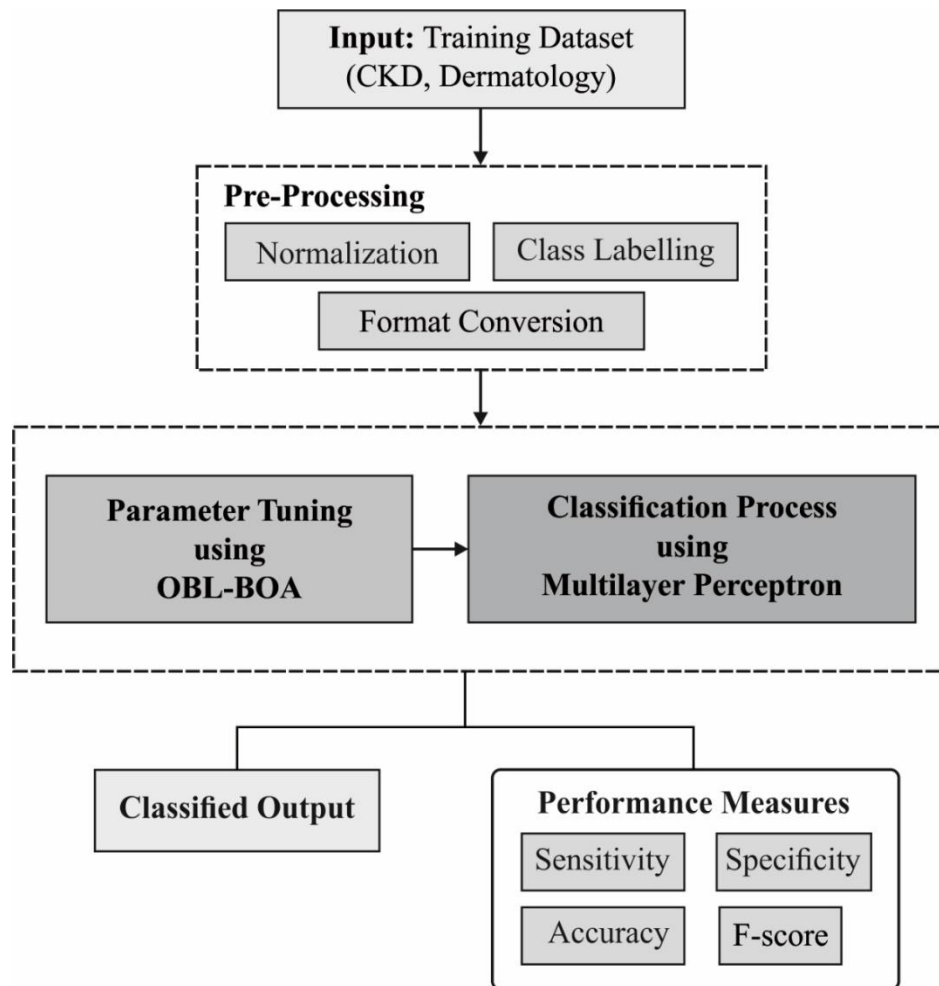 Input: Training Dataset
(CKD, Dermatology)
Pre-Processing
Normalization
Class Labelling
Format Conversion
Parameter Tuning
using
OBL-BOA
Classification Process
using
Multilayer Perceptron
Classified Output
Performance Measures
Sensitivity
Specificity
Accuracy
F-score